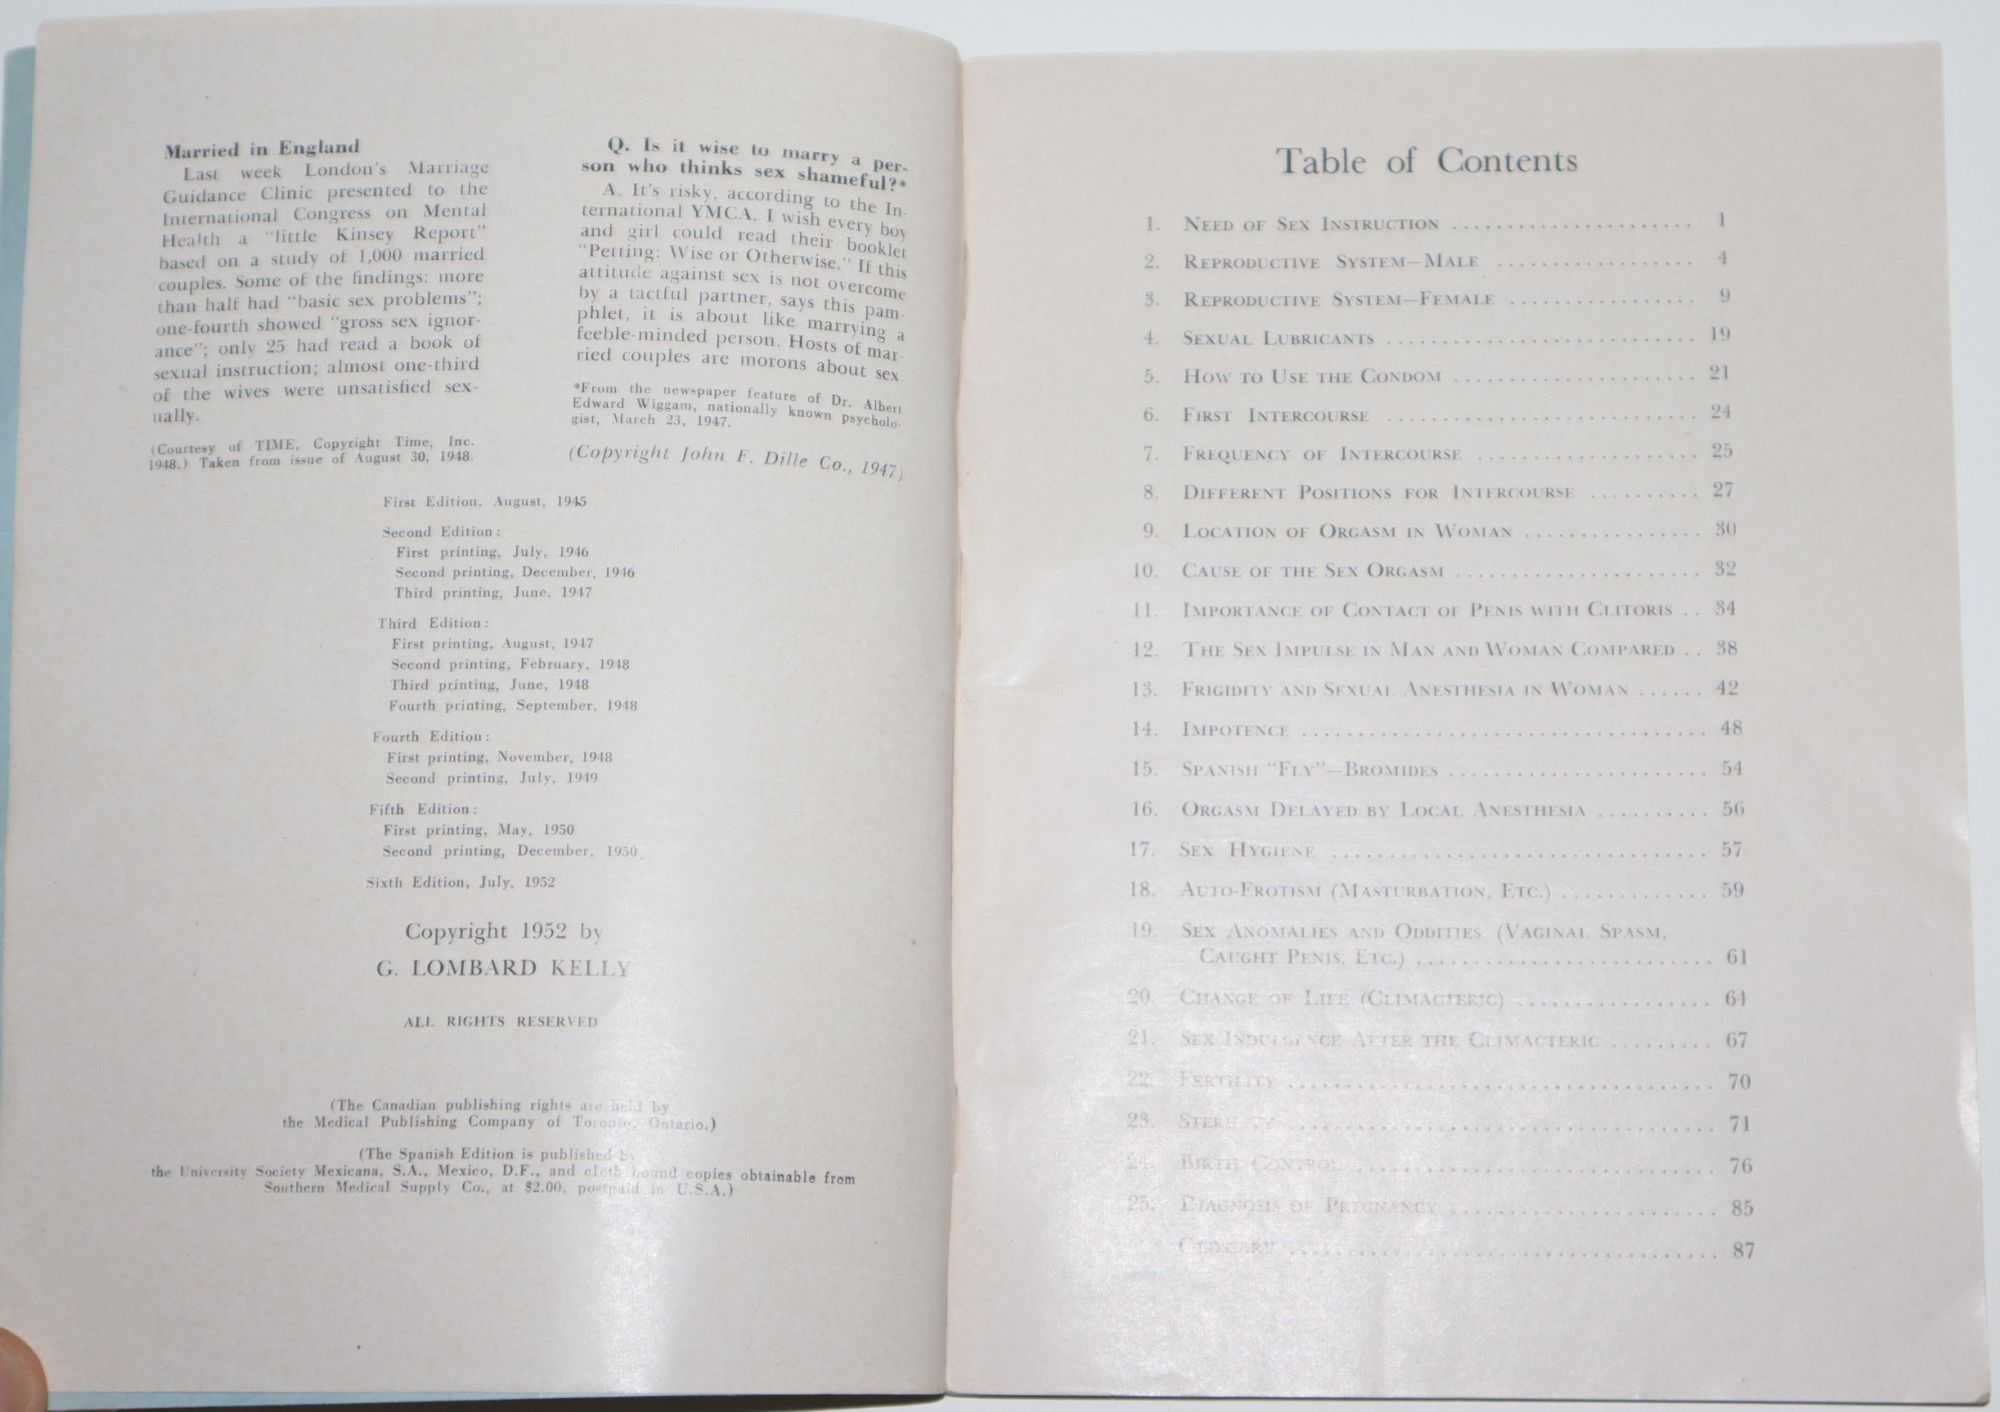 Married in England
Last week London's Marriage
Guidance Clinic presented to the
International Congress on Mental
Health a "little Kinsey Report"
based on a study of 1,000 married
couples. Some of the findings: more
than half had "basic sex problems";
one-fourth showed "gross sex ignor-
ance"; only 25 had read a book of
sexual instruction; almost one-third
of the wives were unsatisfied sex-
ually.
(Courtesy of TIME, Copyright Time, Inc.
1948.) Taken from issue of August 30, 1948.
Q. Is it wise to marry a per-
son who thinks sex shameful?*
A. It's risky, according to the In-
ternational YMCA. I wish every boy
and girl could read their booklet
"Petting: Wise or Otherwise." If this
attitude against sex is not overcome
by a tactful partner, says this pam-
phlet, it is about like marrying a
feeble-minded person. Hosts of mar-
ried couples are morons about sex.
*From the newspaper feature of Dr. Albert
Edward Wiggam, nationally known psycholo-
gist, March 23, 1947.
(Copyright John F. Dille Co., 1947)
First Edition, August, 1945
Second Edition:
First printing, July, 1946
Second printing, December, 1946
Third printing, June, 1947
Third Edition:
First printing, August, 1947
Second printing, February, 1948
Third printing, June, 1948
Fourth printing, September, 1948
Fourth Edition:
First printing, November, 1948
Second printing, July, 1949
Fifth Edition:
First printing, May, 1950
Second printing, December, 1950
Sixth Edition, July, 1952
Copyright 1952 by
G. LOMBARD KELLY
ALL RIGHTS RESERVED
(The Canadian publishing rights are held by
the Medical Publishing Company of Toronto, Ontario.)
(The Spanish Edition is published by
the University Society Mexicana, S.A., Mexico, D.F., and cloth bound copies obtainable from
Southern Medical Supply Co., at $2.00, postpaid in U.S.A.)
Table of Contents
1. NEED OF SEX INSTRUCTION ..................... 1
2. REPRODUCTIVE SYSTEM—MALE .................. 4
3. REPRODUCTIVE SYSTEM—FEMALE ................. 9
4. SEXUAL LUBRICANTS ............................ 19
5. HOW TO USE THE CONDOM ...................... 21
6. FIRST INTERCOURSE ............................ 24
7. FREQUENCY OF INTERCOURSE .................... 25
8. DIFFERENT POSITIONS FOR INTERCOURSE .......... 27
9. LOCATION OF ORGASM IN WOMAN ................ 30
10. CAUSE OF THE SEX ORGASM ...................... 32
11. IMPORTANCE OF CONTACT OF PENIS WITH CLITORIS .. 34
12. THE SEX IMPULSE IN MAN AND WOMAN COMPARED .. 38
13. FRIGIDITY AND SEXUAL ANESTHESIA IN WOMAN ...... 42
14. IMPOTENCE .................................... 48
15. SPANISH "FLY"—BROMIDES ....................... 54
16. ORGASM DELAYED BY LOCAL ANESTHESIA .......... 56
17. SEX HYGIENE .................................. 57
18. AUTO-EROTISM (MASTURBATION, ETC.) ............. 59
19. SEX ANOMALIES AND ODDITIES (VAGINAL SPASM,
CAUGHT PENIS, ETC.) ........................... 61
20. CHANGE OF LIFE (CLIMACTERIC) ................. 64
21. SEX INDULGENCE AFTER THE CLIMACTERIC ......... 67
22. FERTILITY ...................................... 70
23. STERILITY ...................................... 71
24. BIRTH CONTROL ................................ 76
25. DIAGNOSIS OF PREGNANCY ........................ 85
GLOSSARY ...................................... 87